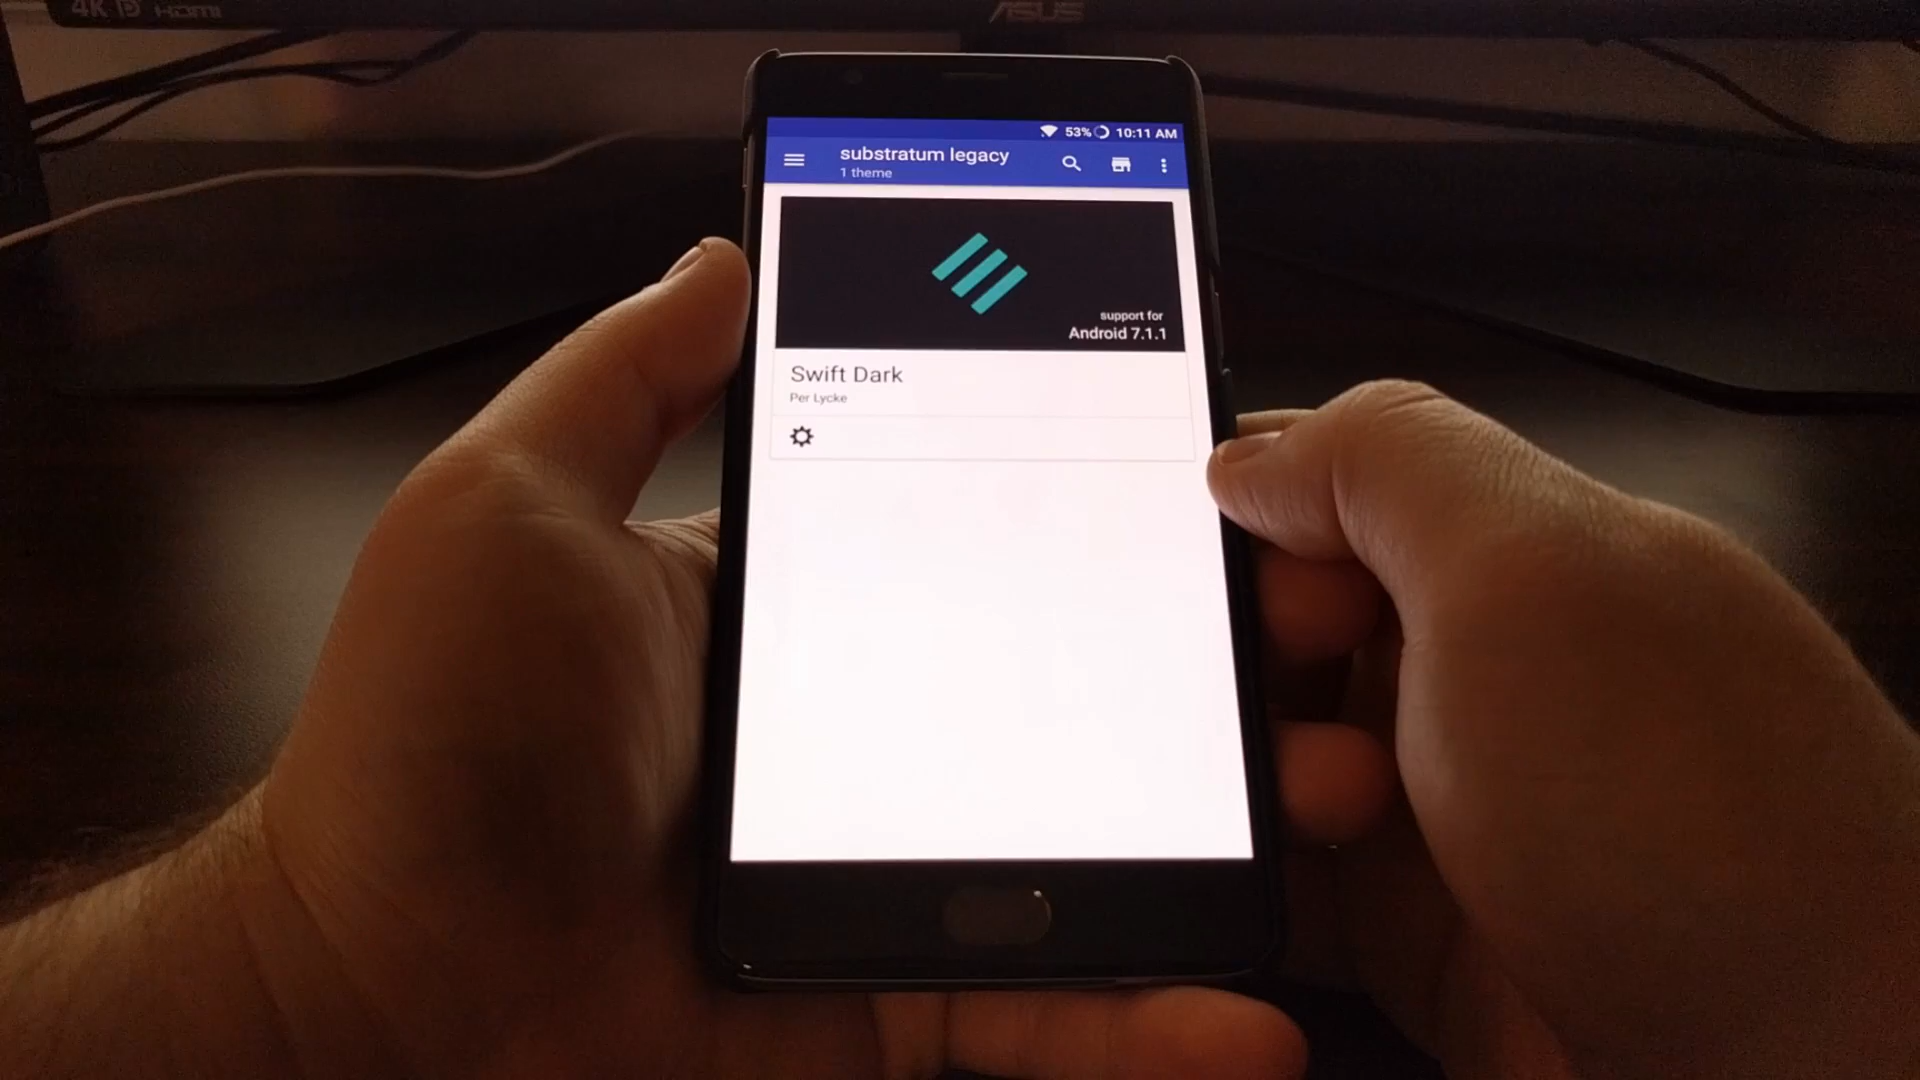 4K HDMI
ASUS
53% 10:11 AM
substratum legacy
1 theme
support for
Android 7.1.1
Swift Dark
Per Lycke